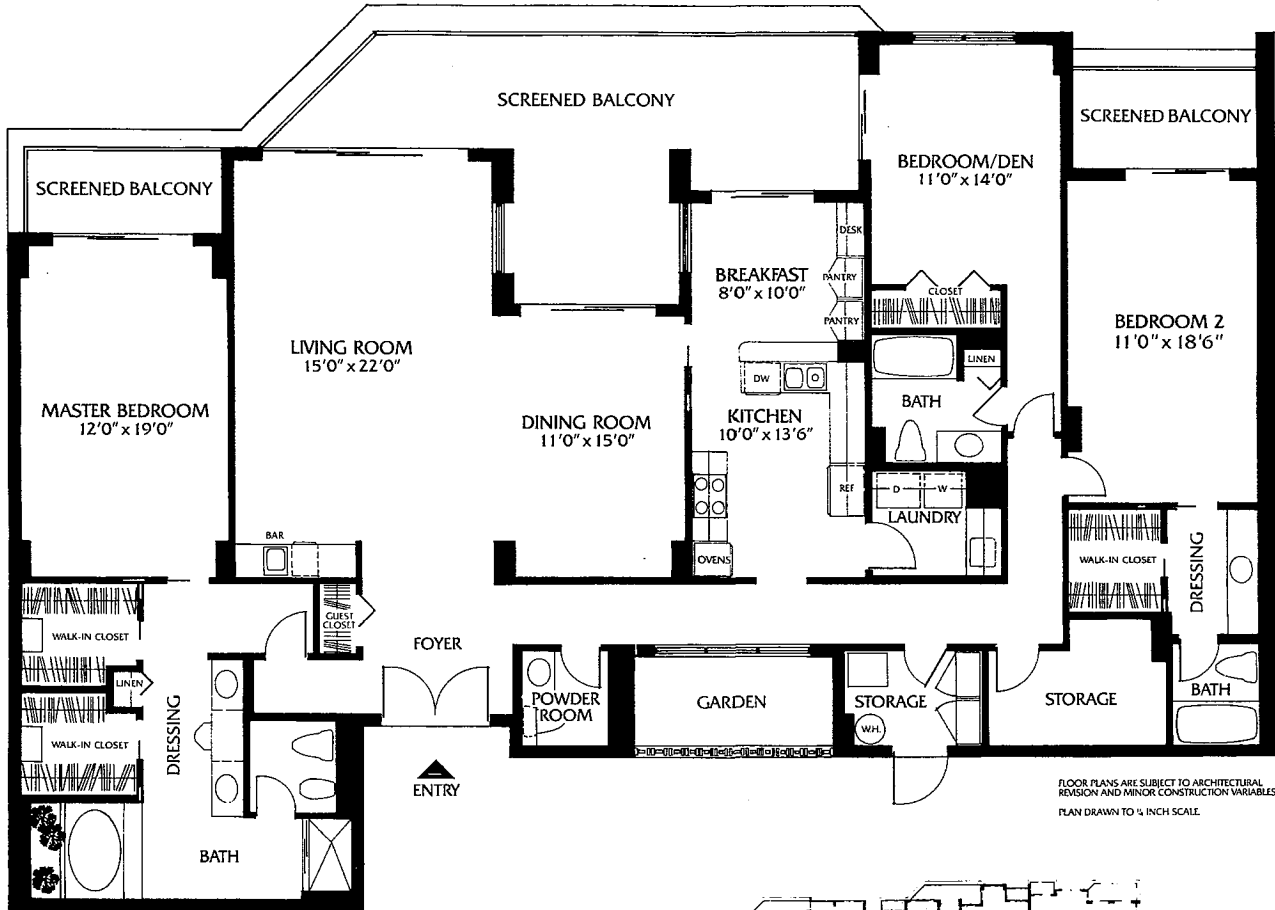 SCREENED BALCONY
SCREENED BALCONY
SCREENED BALCONY
BEDROOM/DEN
11'0" x 14'0"
DESK
BREAKFAST
8'0" x 10'0"
PANTRY
PANTRY
CLOSET
LIVING ROOM
15'0" x 22'0"
BEDROOM 2
11'0" x 18'6"
LINEN
DW
BATH
MASTER BEDROOM
12'0" x 19'0"
DINING ROOM
11'0" x 15'0"
KITCHEN
10'0" x 13'6"
REF
D
W
LAUNDRY
BAR
OVENS
WALK-IN CLOSET
DRESSING
GUEST
CLOSET
WALK-IN CLOSET
FOYER
LINEN
DRESSING
WALK-IN CLOSET
POWDER
ROOM
GARDEN
STORAGE
W.H.
STORAGE
BATH
ENTRY
BATH
FLOOR PLANS ARE SUBJECT TO ARCHITECTURAL
REVISION AND MINOR CONSTRUCTION VARIABLES
PLAN DRAWN TO ¼ INCH SCALE.